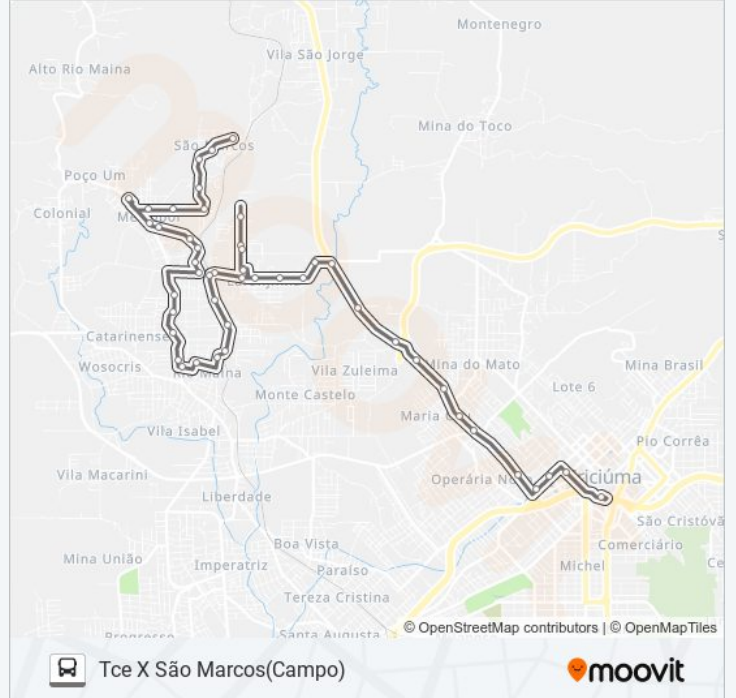 Montenegro
Vila São Jorge
Alto Rio Maina
Mina do Toco
São Marcos
Poço Um
Colonial
Catarinense
Mina do Mato
Wosocris
Vila Zuleima
Mina Brasil
Lote 6
Monte Castelo
Maria
Vila Isabel
Pio Corrêa
Operária
Criciúma
Vila Macarini
Liberdade
São Cristóvã
Boa Vista
Comerciário
Mina União
Imperatriz
Paraíso
Michel
Ce
Tereza Cristina
Progresso
Santa Augusta
© OpenStreetMap contributors | © OpenMapTiles
Tce X São Marcos(Campo)
moovit